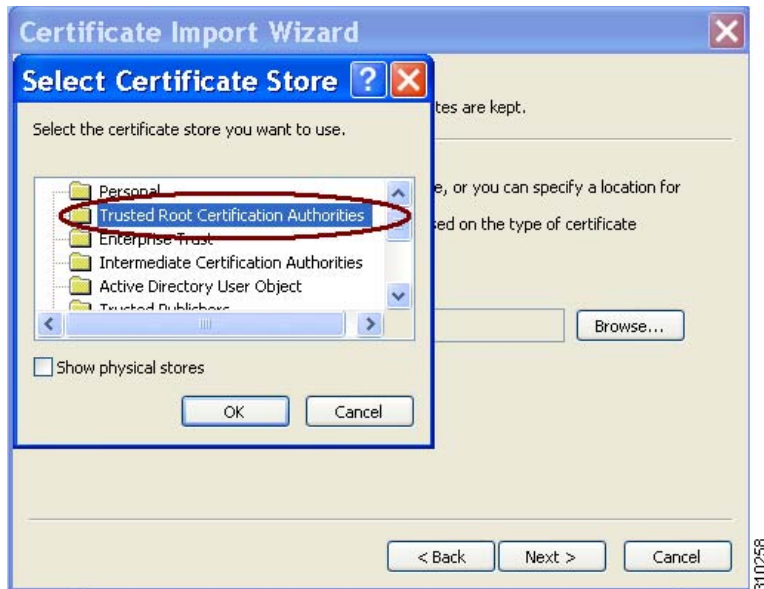 Certificate Import Wizard
Select Certificate Store
tes are kept.
Select the certificate store you want to use.
Personal
e, or you can specify a location for
Trusted Root Certification Authorities
sed on the type of certificate
Enterprise Trust
Intermediate Certification Authorities
Active Directory User Object
Trusted Publishers
Browse...
Show physical stores
OK
Cancel
< Back
Next >
Cancel
310258